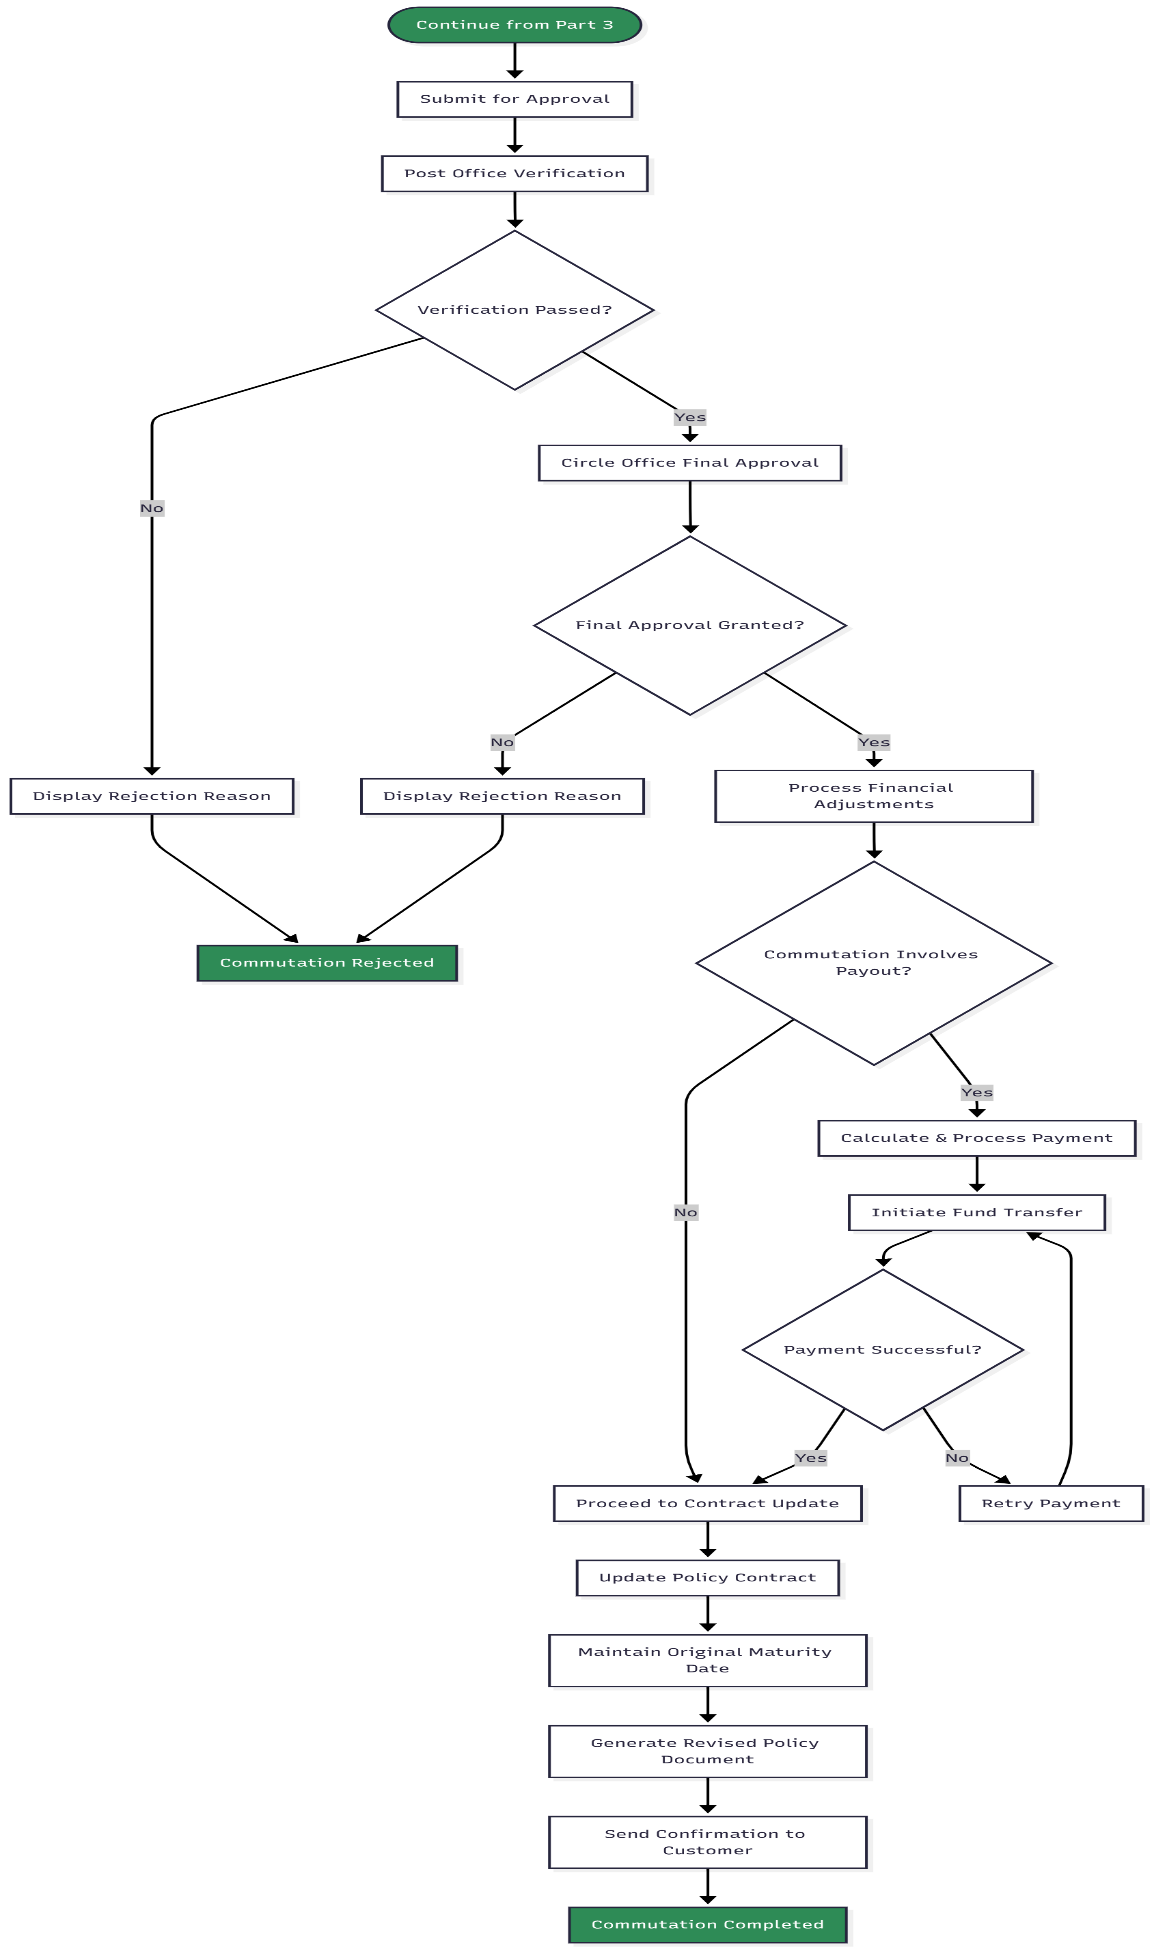 Continue from Part 3
Submit for Approval
Post Office Verification
Verification Passed?
Yes
Circle Office Final Approval
No
Final Approval Granted?
No
Yes
Display Rejection Reason
Display Rejection Reason
Process Financial
Adjustments
Commutation Rejected
Commutation Involves
Payout?
Yes
Calculate & Process Payment
No
Initiate Fund Transfer
Payment Successful?
Yes
No
Proceed to Contract Update
Retry Payment
Update Policy Contract
Maintain Original Maturity
Date
Generate Revised Policy
Document
Send Confirmation to
Customer
Commutation Completed